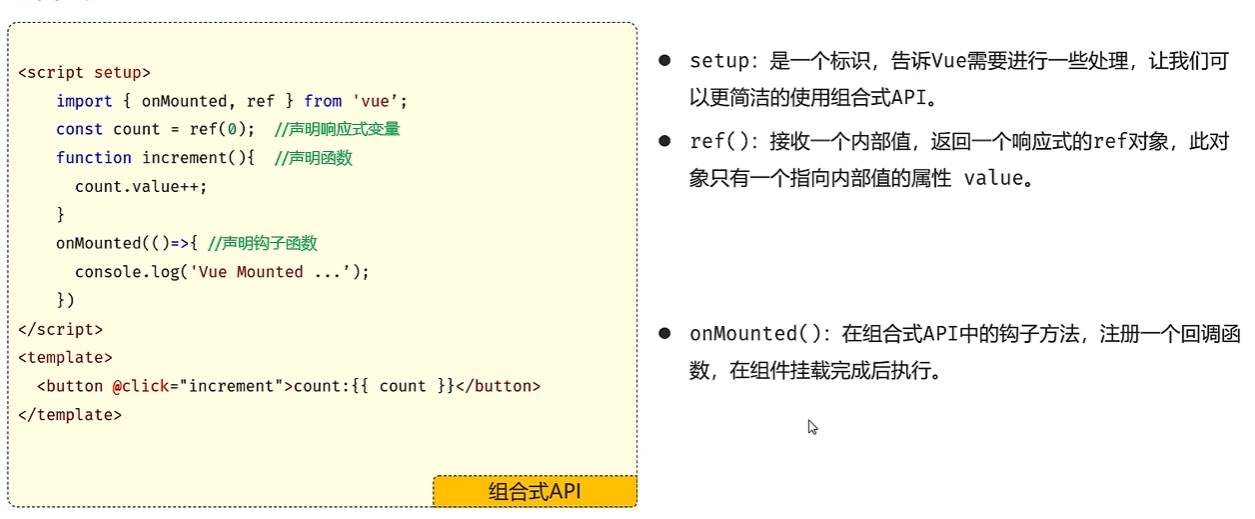 <script setup>
import { onMounted, ref } from 'vue’;
const count = ref(0);  //声明响应式变量
function increment(){  //声明函数
count.value++;
}
onMounted(()=>{ //声明钩子函数
console.log('Vue Mounted ...’);
})
</script>
<template>
<button @click="increment">count:{{ count }}</button>
</template>
组合式API
● setup：是一个标识，告诉Vue需要进行一些处理，让我们可
以更简洁的使用组合式API。
● ref()：接收一个内部值，返回一个响应式的ref对象，此对
象只有一个指向内部值的属性 value。
● onMounted()：在组合式API中的钩子方法，注册一个回调函
数，在组件挂载完成后执行。